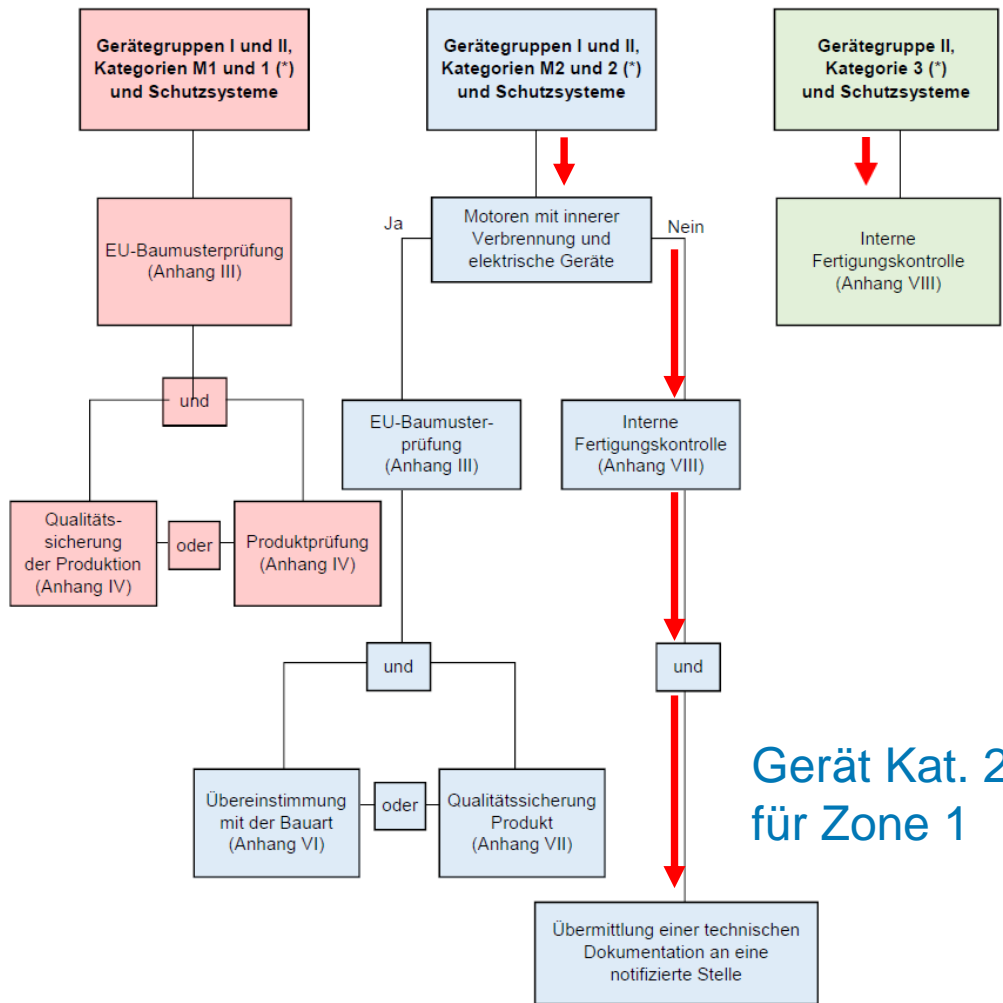 Gerätegruppen I und II,
Kategorien M1 und 1 (*)
und Schutzsysteme
Gerätegruppen I und II,
Kategorien M2 und 2 (*)
und Schutzsysteme
Gerätegruppe II,
Kategorie 3 (*)
und Schutzsysteme
EU-Baumusterprüfung
(Anhang III)
Ja
Motoren mit innerer
Verbrennung und
elektrische Geräte
Nein
Interne
Fertigungskontrolle
(Anhang VIII)
und
EU-Baumuster-
prüfung
(Anhang III)
Interne
Fertigungskontrolle
(Anhang VIII)
Qualitäts-
sicherung
der Produktion
(Anhang IV)
oder
Produktprüfung
(Anhang IV)
und
und
Übereinstimmung
mit der Bauart
(Anhang VI)
oder
Qualitätssicherung
Produkt
(Anhang VII)
Gerät Kat. 2
für Zone 1
Übermittlung einer technischen
Dokumentation an eine
notifizierte Stelle